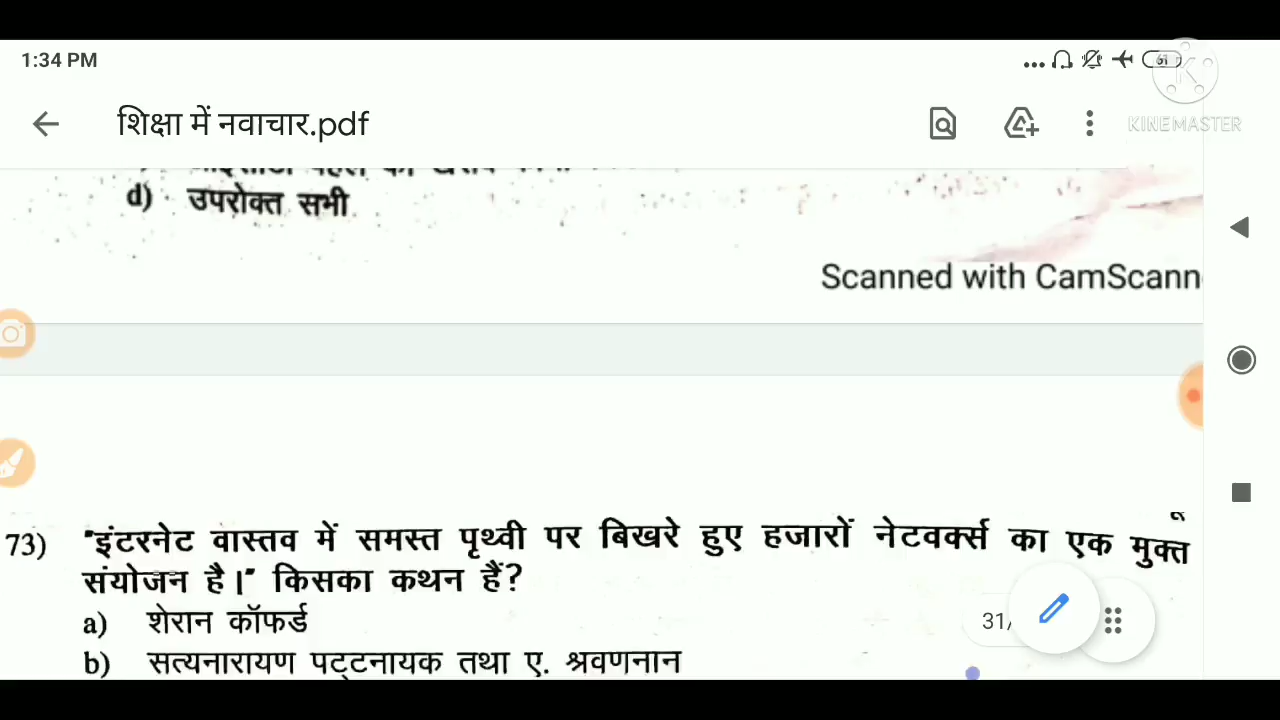 1:34 PM
61
KINEMASTER
शिक्षा में नवाचार.pdf
d) उपरोक्त सभी
Scanned with CamScann
73) "इंटरनेट वास्तव में समस्त पृथ्वी पर बिखरे हुए हजारों नेटवर्क्स का एक मुक्त
संयोजन है।" किसका कथन हैं?
a) शेरान कॉफर्ड
31/
b) सत्यनारायण पट्टनायक तथा ए. श्रवणनान